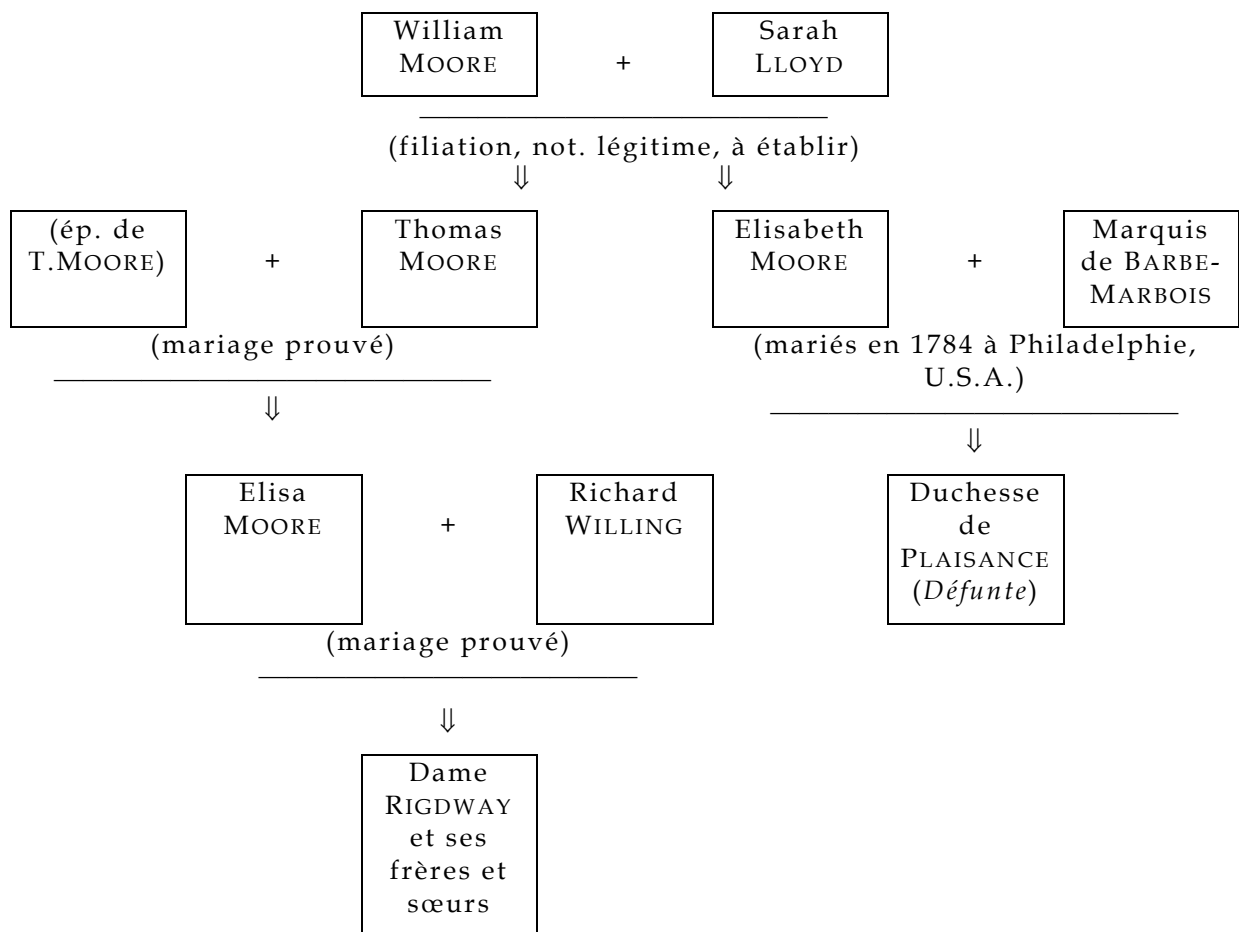 William Sarah
MOORE + LLOYD
(filiation, not. légitime, à établir)
⇓ ⇓
(ép. de Thomas Elisabeth Marquis
T.MOORE) + MOORE MOORE + de BARBE-
MARBOIS
(mariage prouvé) (mariés en 1784 à Philadelphie,
U.S.A.)
⇓ ⇓
Elisa Richard Duchesse
MOORE + WILLING de
PLAISANCE
(Défunte)
(mariage prouvé)
⇓
Dame
RIGDWAY
et ses
frères et
sœurs